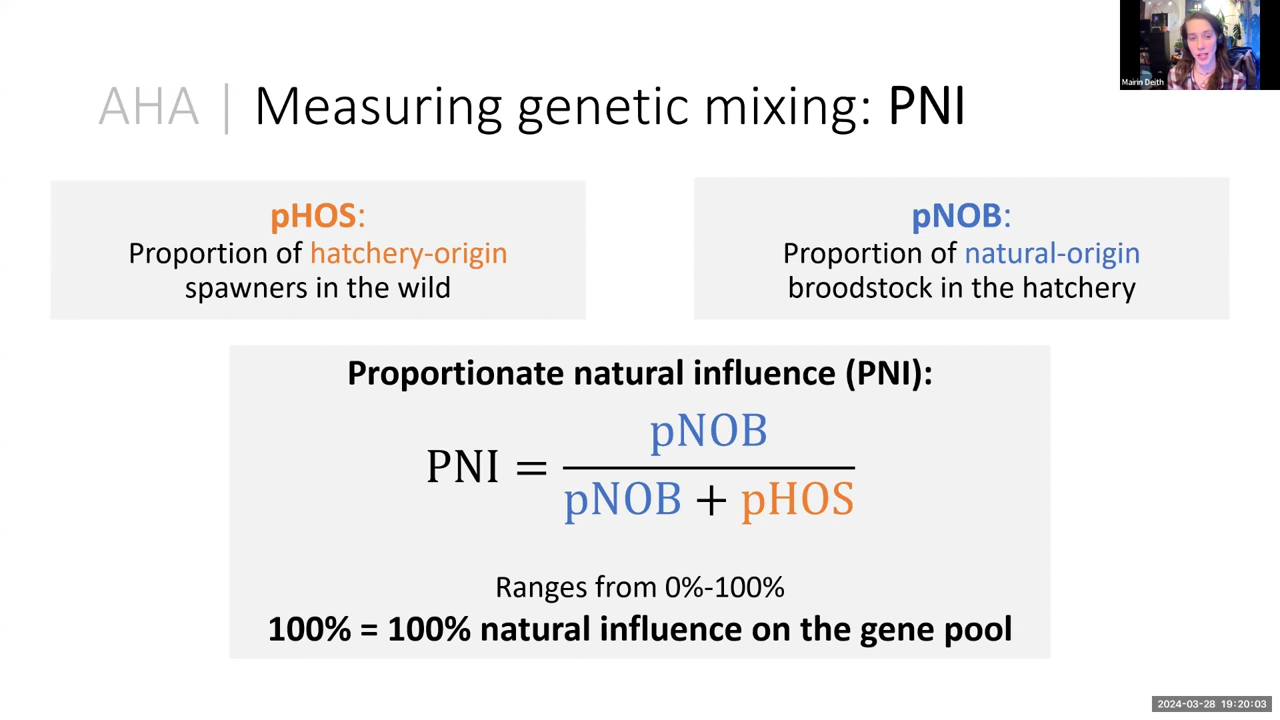 Mairin Deith
AHA | Measuring genetic mixing: PNI
pHOS:
Proportion of hatchery-origin
spawners in the wild
pNOB:
Proportion of natural-origin
broodstock in the hatchery
Proportionate natural influence (PNI):
PNI = pNOB / pNOB + pHOS
Ranges from 0%-100%
100% = 100% natural influence on the gene pool
2024-03-28 19:20:03